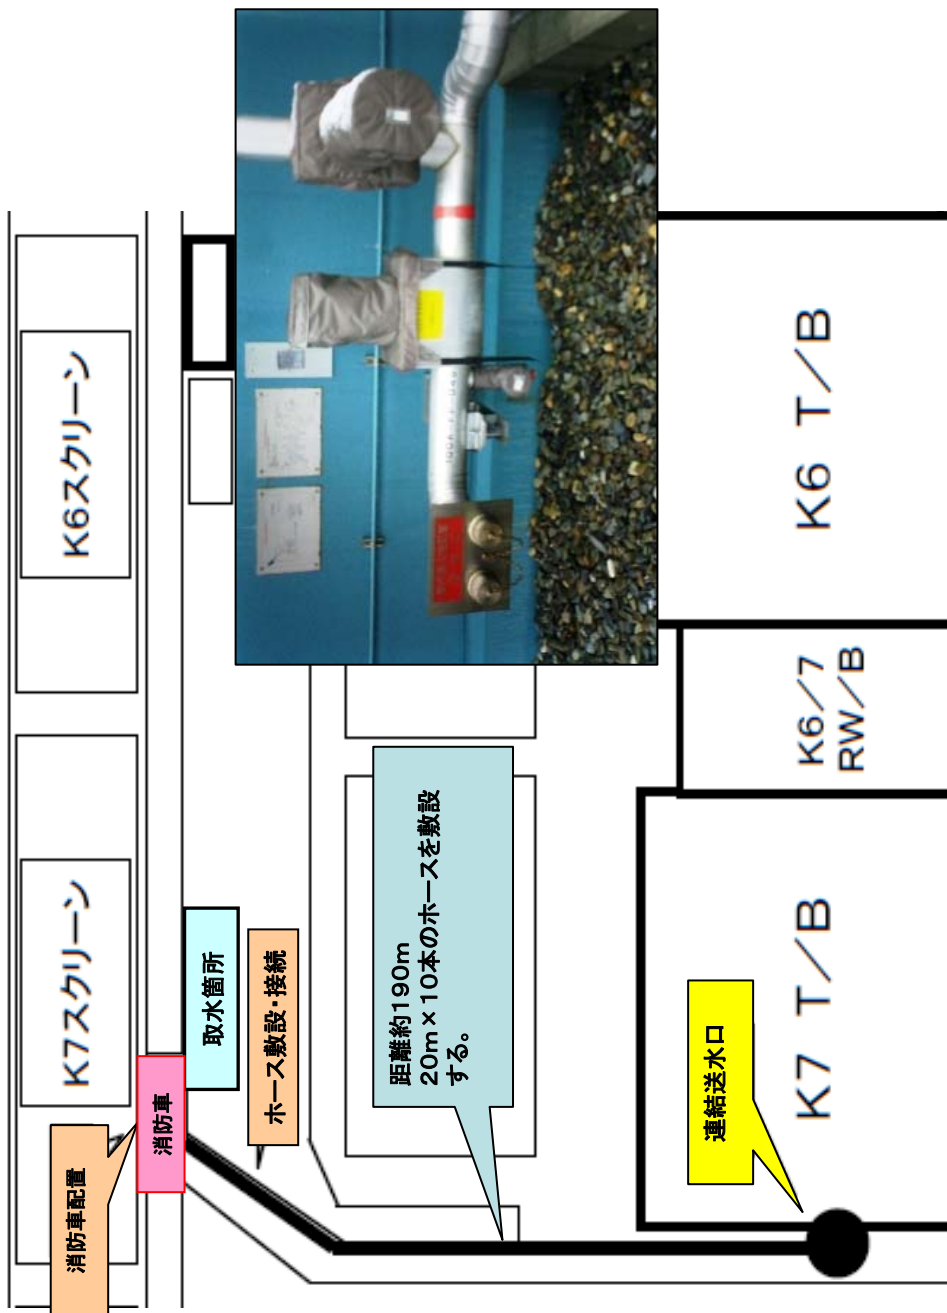 K6スクリーン
K7スクリーン
K6 T/B
K6/7
RW/B
K7 T/B
取水箇所
ホース敷設・接続
消防車
消防車配置
距離約190m
20m×10本のホースを敷設
する。
連結送水口